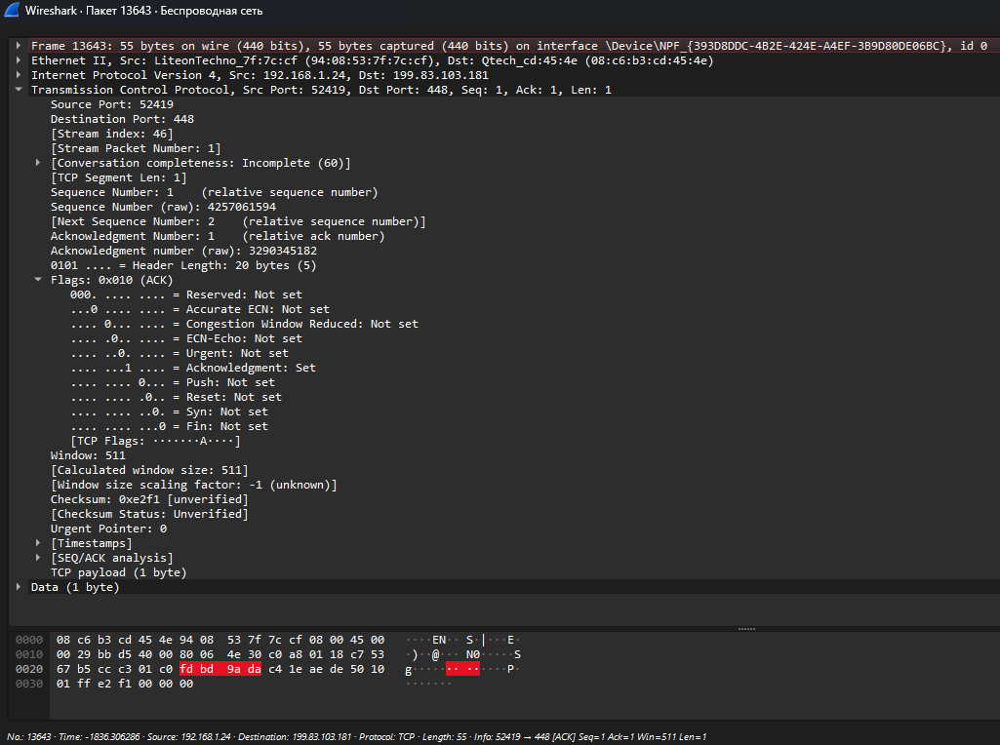 Wireshark · Пакет 13643 · Беспроводная сеть
Frame 13643: 55 bytes on wire (440 bits), 55 bytes captured (440 bits) on interface \Device\NPF_{393D8DDC-4B2E-424E-A4EF-3B9D80DE06BC}, id 0
Ethernet II, Src: LiteonTechno_7f:7c:cf (94:08:53:7f:7c:cf), Dst: Qtech_cd:45:4e (08:c6:b3:cd:45:4e)
Internet Protocol Version 4, Src: 192.168.1.24, Dst: 199.83.103.181
Transmission Control Protocol, Src Port: 52419, Dst Port: 448, Seq: 1, Ack: 1, Len: 1
Source Port: 52419
Destination Port: 448
[Stream index: 46]
[Stream Packet Number: 1]
[Conversation completeness: Incomplete (60)]
[TCP Segment Len: 1]
Sequence Number: 1    (relative sequence number)
Sequence Number (raw): 4257061594
[Next Sequence Number: 2    (relative sequence number)]
Acknowledgment Number: 1    (relative ack number)
Acknowledgment number (raw): 3290345182
0101 .... = Header Length: 20 bytes (5)
Flags: 0x010 (ACK)
000. .... .... = Reserved: Not set
...0 .... .... = Accurate ECN: Not set
.... 0... .... = Congestion Window Reduced: Not set
.... .0.. .... = ECN-Echo: Not set
.... ..0. .... = Urgent: Not set
.... ...1 .... = Acknowledgment: Set
.... .... 0... = Push: Not set
.... .... .0.. = Reset: Not set
.... .... ..0. = Syn: Not set
.... .... ...0 = Fin: Not set
[TCP Flags: ·······A····]
Window: 511
[Calculated window size: 511]
[Window size scaling factor: -1 (unknown)]
Checksum: 0xe2f1 [unverified]
[Checksum Status: Unverified]
Urgent Pointer: 0
[Timestamps]
[SEQ/ACK analysis]
TCP payload (1 byte)
Data (1 byte)
0000 08 c6 b3 cd 45 4e 94 08 53 7f 7c cf 08 00 45 00 ····EN·· S·|···E·
0010 00 29 bb d5 40 00 80 06 4e 30 c0 a8 01 18 c7 53 ·)··@··· N0·····S
0020 67 b5 cc c3 01 c0 fd bd 9a da c4 1e ae de 50 10 g······· ······P·
0030 01 ff e2 f1 00 00 00 ·······
No.: 13643 · Time: -1836.306286 · Source: 192.168.1.24 · Destination: 199.83.103.181 · Protocol: TCP · Length: 55 · Info: 52419 → 448 [ACK] Seq=1 Ack=1 Win=511 Len=1